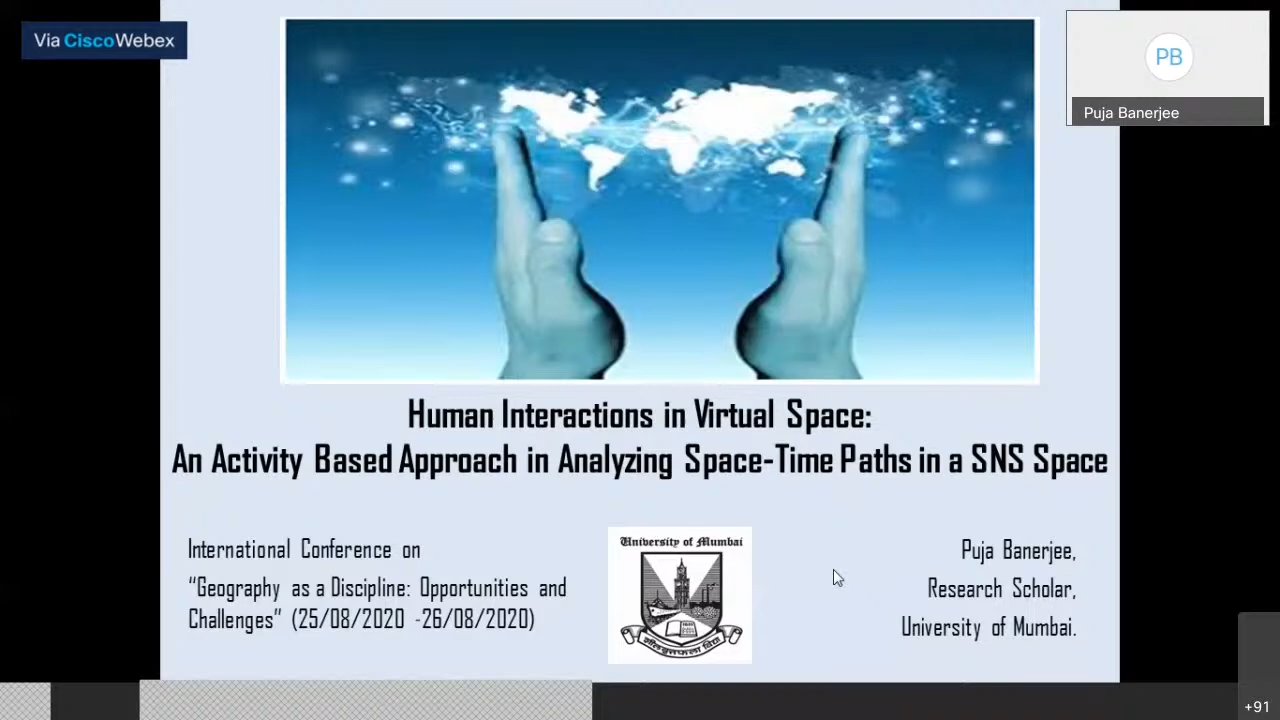 Via CiscoWebex
PB
Puja Banerjee
Human Interactions in Virtual Space:
An Activity Based Approach in Analyzing Space-Time Paths in a SNS Space
International Conference on
“Geography as a Discipline: Opportunities and
Challenges” (25/08/2020 -26/08/2020)
University of Mumbai
Puja Banerjee,
Research Scholar,
University of Mumbai.
+91